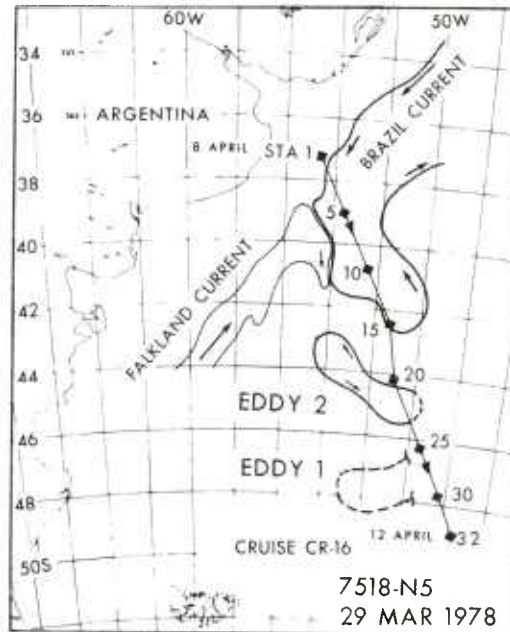 60W 50W
34
36
ARGENTINA
8 APRIL STA 1
BRAZIL CURRENT
38
5
40
10
FALKLAND CURRENT
42
15
44
20
EDDY 2
25
46
EDDY 1
30
48
12 APRIL 32
CRUISE CR-16
50S
7518-N5
29 MAR 1978